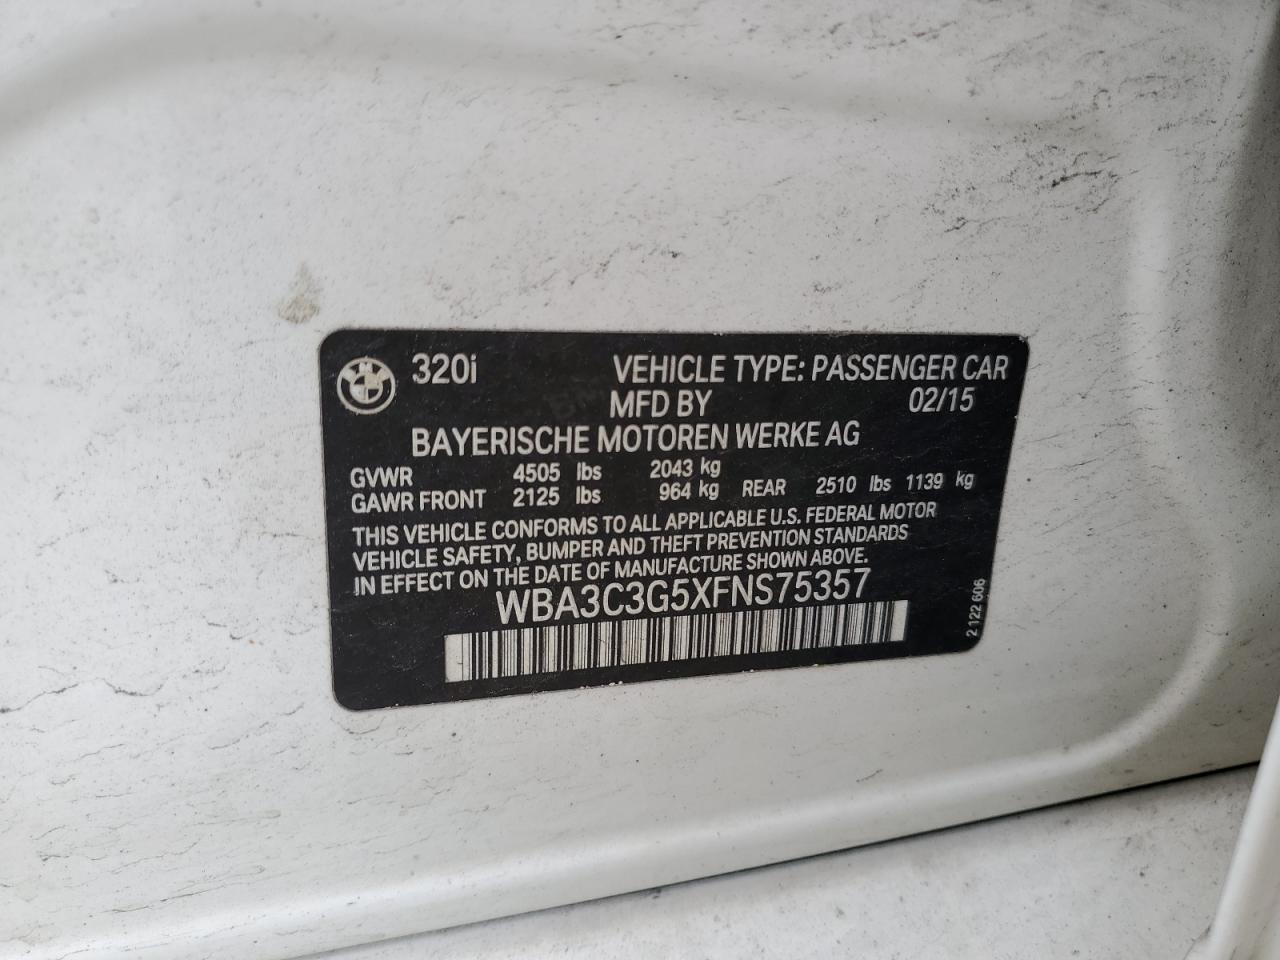 320i VEHICLE TYPE: PASSENGER CAR
MFD BY 02/15
BAYERISCHE MOTOREN WERKE AG
GVWR 4505 lbs 2043 kg
GAWR FRONT 2125 lbs 964 kg REAR 2510 lbs 1139 kg
THIS VEHICLE CONFORMS TO ALL APPLICABLE U.S. FEDERAL MOTOR
VEHICLE SAFETY, BUMPER AND THEFT PREVENTION STANDARDS
IN EFFECT ON THE DATE OF MANUFACTURE SHOWN ABOVE.
WBA3C3G5XFNS75357
2 122 606